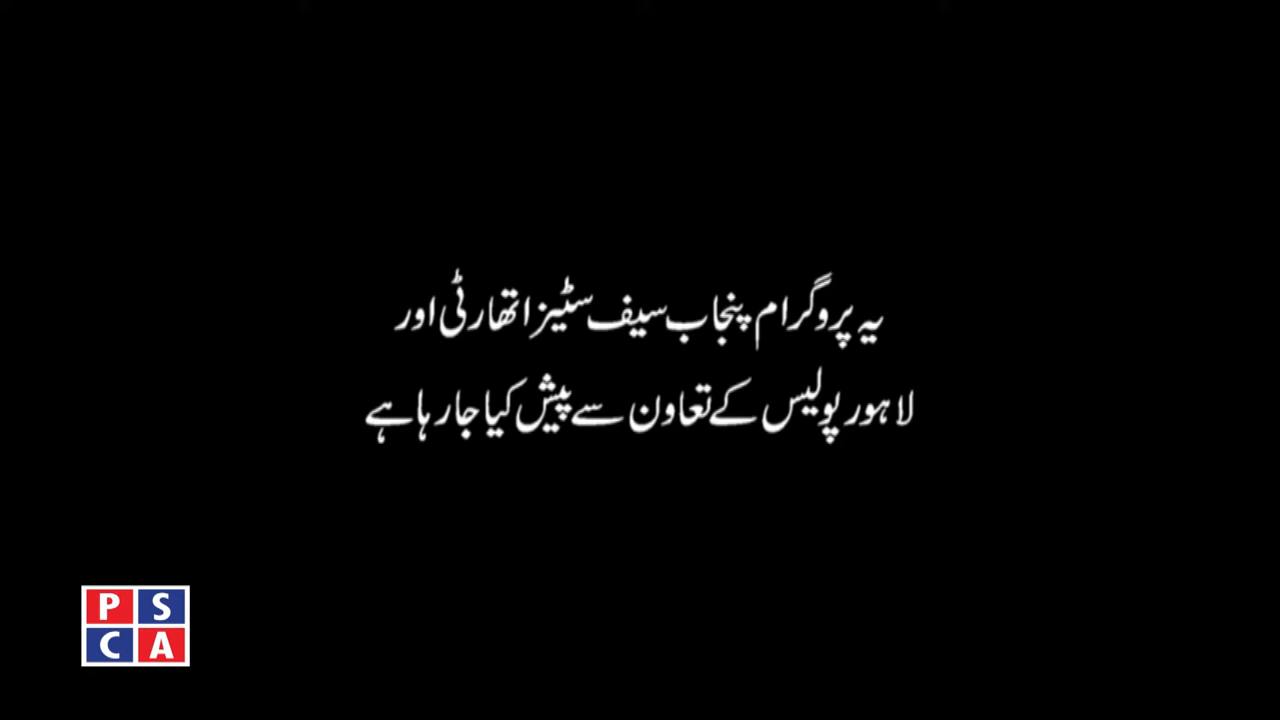 یہ پروگرام پنجاب سیف سٹیز اتھارٹی اور
لاہور پولیس کے تعاون سے پیش کیا جا رہا ہے
P S
C A